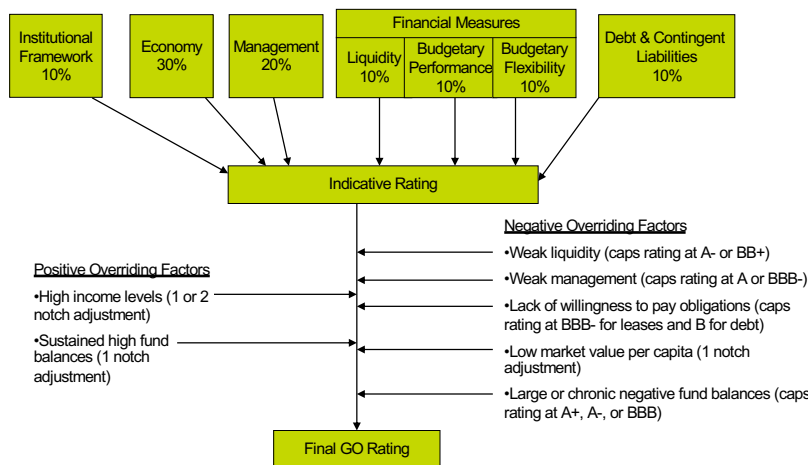 Institutional
Framework
10%
Economy
30%
Management
20%
Financial Measures
Liquidity
10%
Budgetary
Performance
10%
Budgetary
Flexibility
10%
Debt & Contingent
Liabilities
10%
Indicative Rating
Positive Overriding Factors
•High income levels (1 or 2
notch adjustment)
•Sustained high fund
balances (1 notch
adjustment)
Negative Overriding Factors
•Weak liquidity (caps rating at A- or BB+)
•Weak management (caps rating at A or BBB-)
•Lack of willingness to pay obligations (caps
rating at BBB- for leases and B for debt)
•Low market value per capita (1 notch
adjustment)
•Large or chronic negative fund balances (caps
rating at A+, A-, or BBB)
Final GO Rating